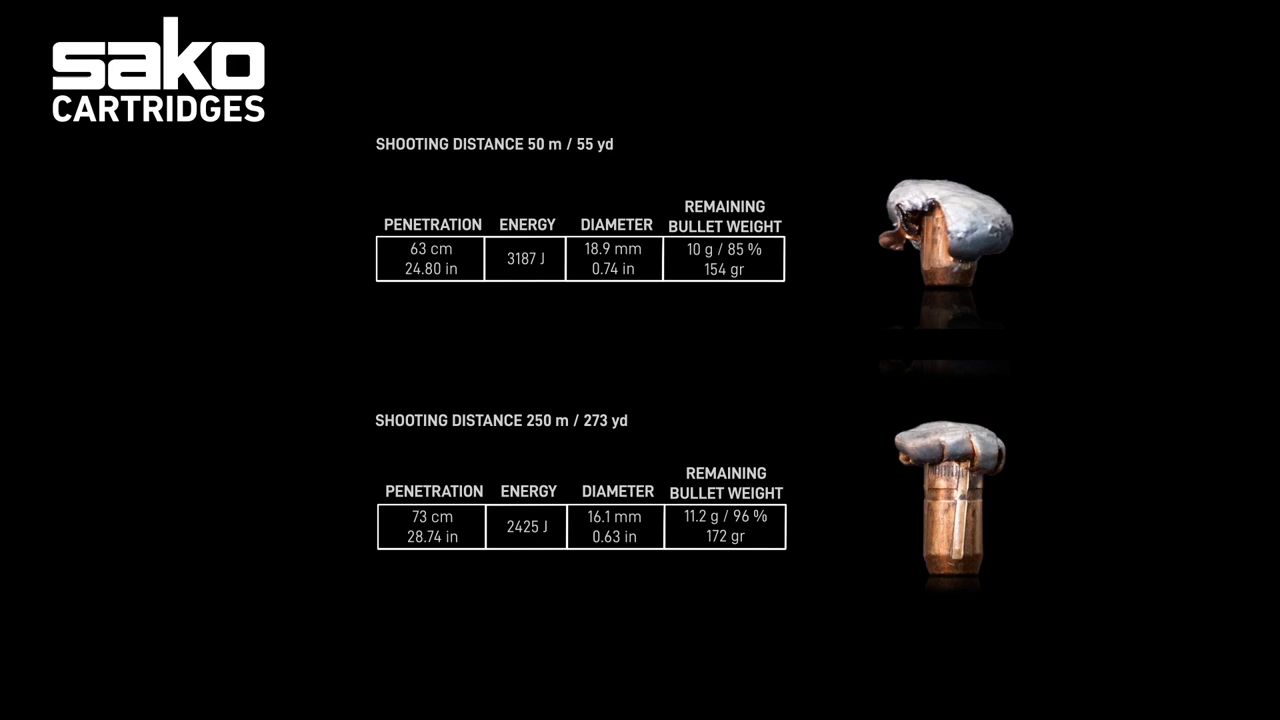 sako
CARTRIDGES
SHOOTING DISTANCE 50 m / 55 yd
PENETRATION ENERGY DIAMETER REMAINING BULLET WEIGHT
63 cm 3187 J 18.9 mm 10 g / 85 %
24.80 in 0.74 in 154 gr
SHOOTING DISTANCE 250 m / 273 yd
PENETRATION ENERGY DIAMETER REMAINING BULLET WEIGHT
73 cm 2425 J 16.1 mm 11.2 g / 96 %
28.74 in 0.63 in 172 gr